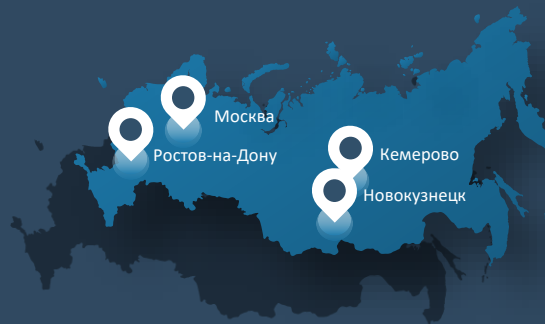 Москва
Ростов-на-Дону
Кемерово
Новокузнецк